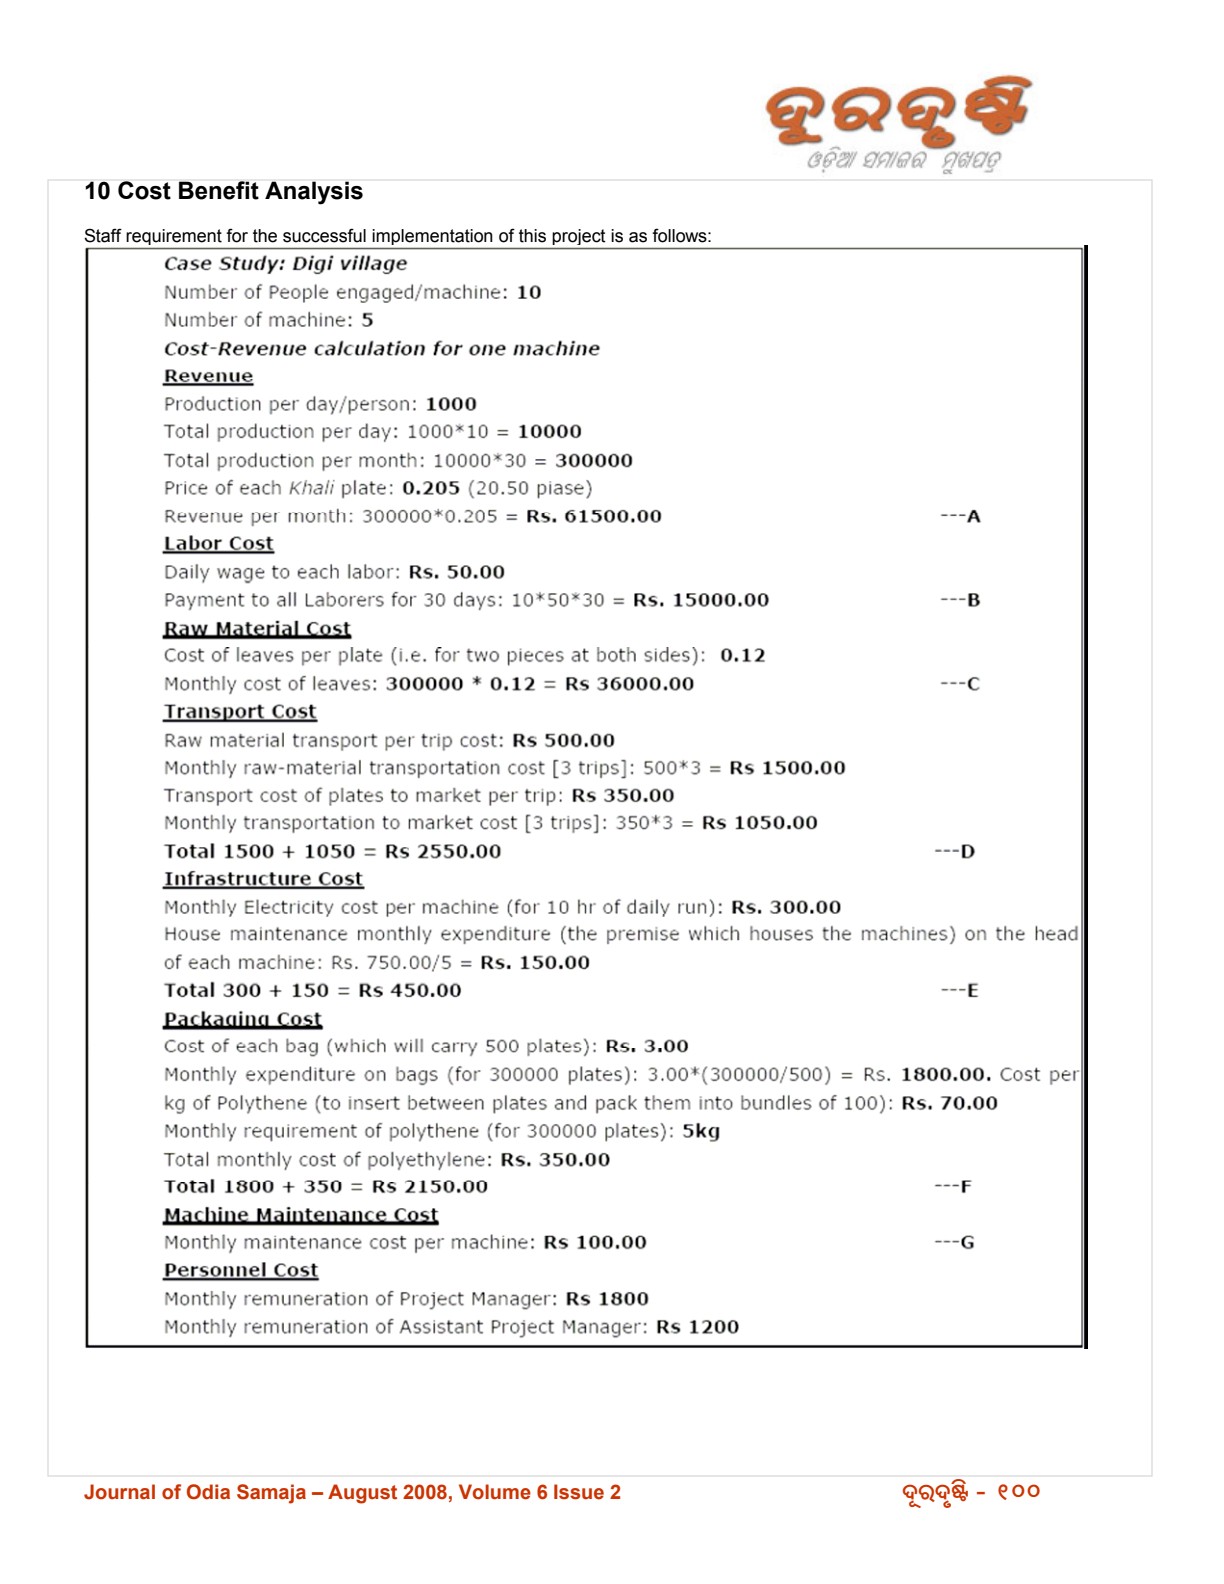 ଦୁରଦୃଷ୍ଟି
ଓଡ଼ିଆ ସମାଜର ମୁଖପତ୍ର
10 Cost Benefit Analysis
Staff requirement for the successful implementation of this project is as follows:
Case Study: Digi village
Number of People engaged/machine: 10
Number of machine: 5
Cost-Revenue calculation for one machine
Revenue
Production per day/person: 1000
Total production per day: 1000*10 = 10000
Total production per month: 10000*30 = 300000
Price of each Khali plate: 0.205 (20.50 piase)
Revenue per month: 300000*0.205 = Rs. 61500.00 ---A
Labor Cost
Daily wage to each labor: Rs. 50.00
Payment to all Laborers for 30 days: 10*50*30 = Rs. 15000.00 ---B
Raw Material Cost
Cost of leaves per plate (i.e. for two pieces at both sides): 0.12
Monthly cost of leaves: 300000 * 0.12 = Rs 36000.00 ---C
Transport Cost
Raw material transport per trip cost: Rs 500.00
Monthly raw-material transportation cost [3 trips]: 500*3 = Rs 1500.00
Transport cost of plates to market per trip: Rs 350.00
Monthly transportation to market cost [3 trips]: 350*3 = Rs 1050.00
Total 1500 + 1050 = Rs 2550.00 ---D
Infrastructure Cost
Monthly Electricity cost per machine (for 10 hr of daily run): Rs. 300.00
House maintenance monthly expenditure (the premise which houses the machines) on the head
of each machine: Rs. 750.00/5 = Rs. 150.00
Total 300 + 150 = Rs 450.00 ---E
Packaging Cost
Cost of each bag (which will carry 500 plates): Rs. 3.00
Monthly expenditure on bags (for 300000 plates): 3.00*(300000/500) = Rs. 1800.00. Cost per
kg of Polythene (to insert between plates and pack them into bundles of 100): Rs. 70.00
Monthly requirement of polythene (for 300000 plates): 5kg
Total monthly cost of polyethylene: Rs. 350.00
Total 1800 + 350 = Rs 2150.00 ---F
Machine Maintenance Cost
Monthly maintenance cost per machine: Rs 100.00 ---G
Personnel Cost
Monthly remuneration of Project Manager: Rs 1800
Monthly remuneration of Assistant Project Manager: Rs 1200
Journal of Odia Samaja – August 2008, Volume 6 Issue 2 ଦୂରଦୃଷ୍ଟି - ୧୦୦